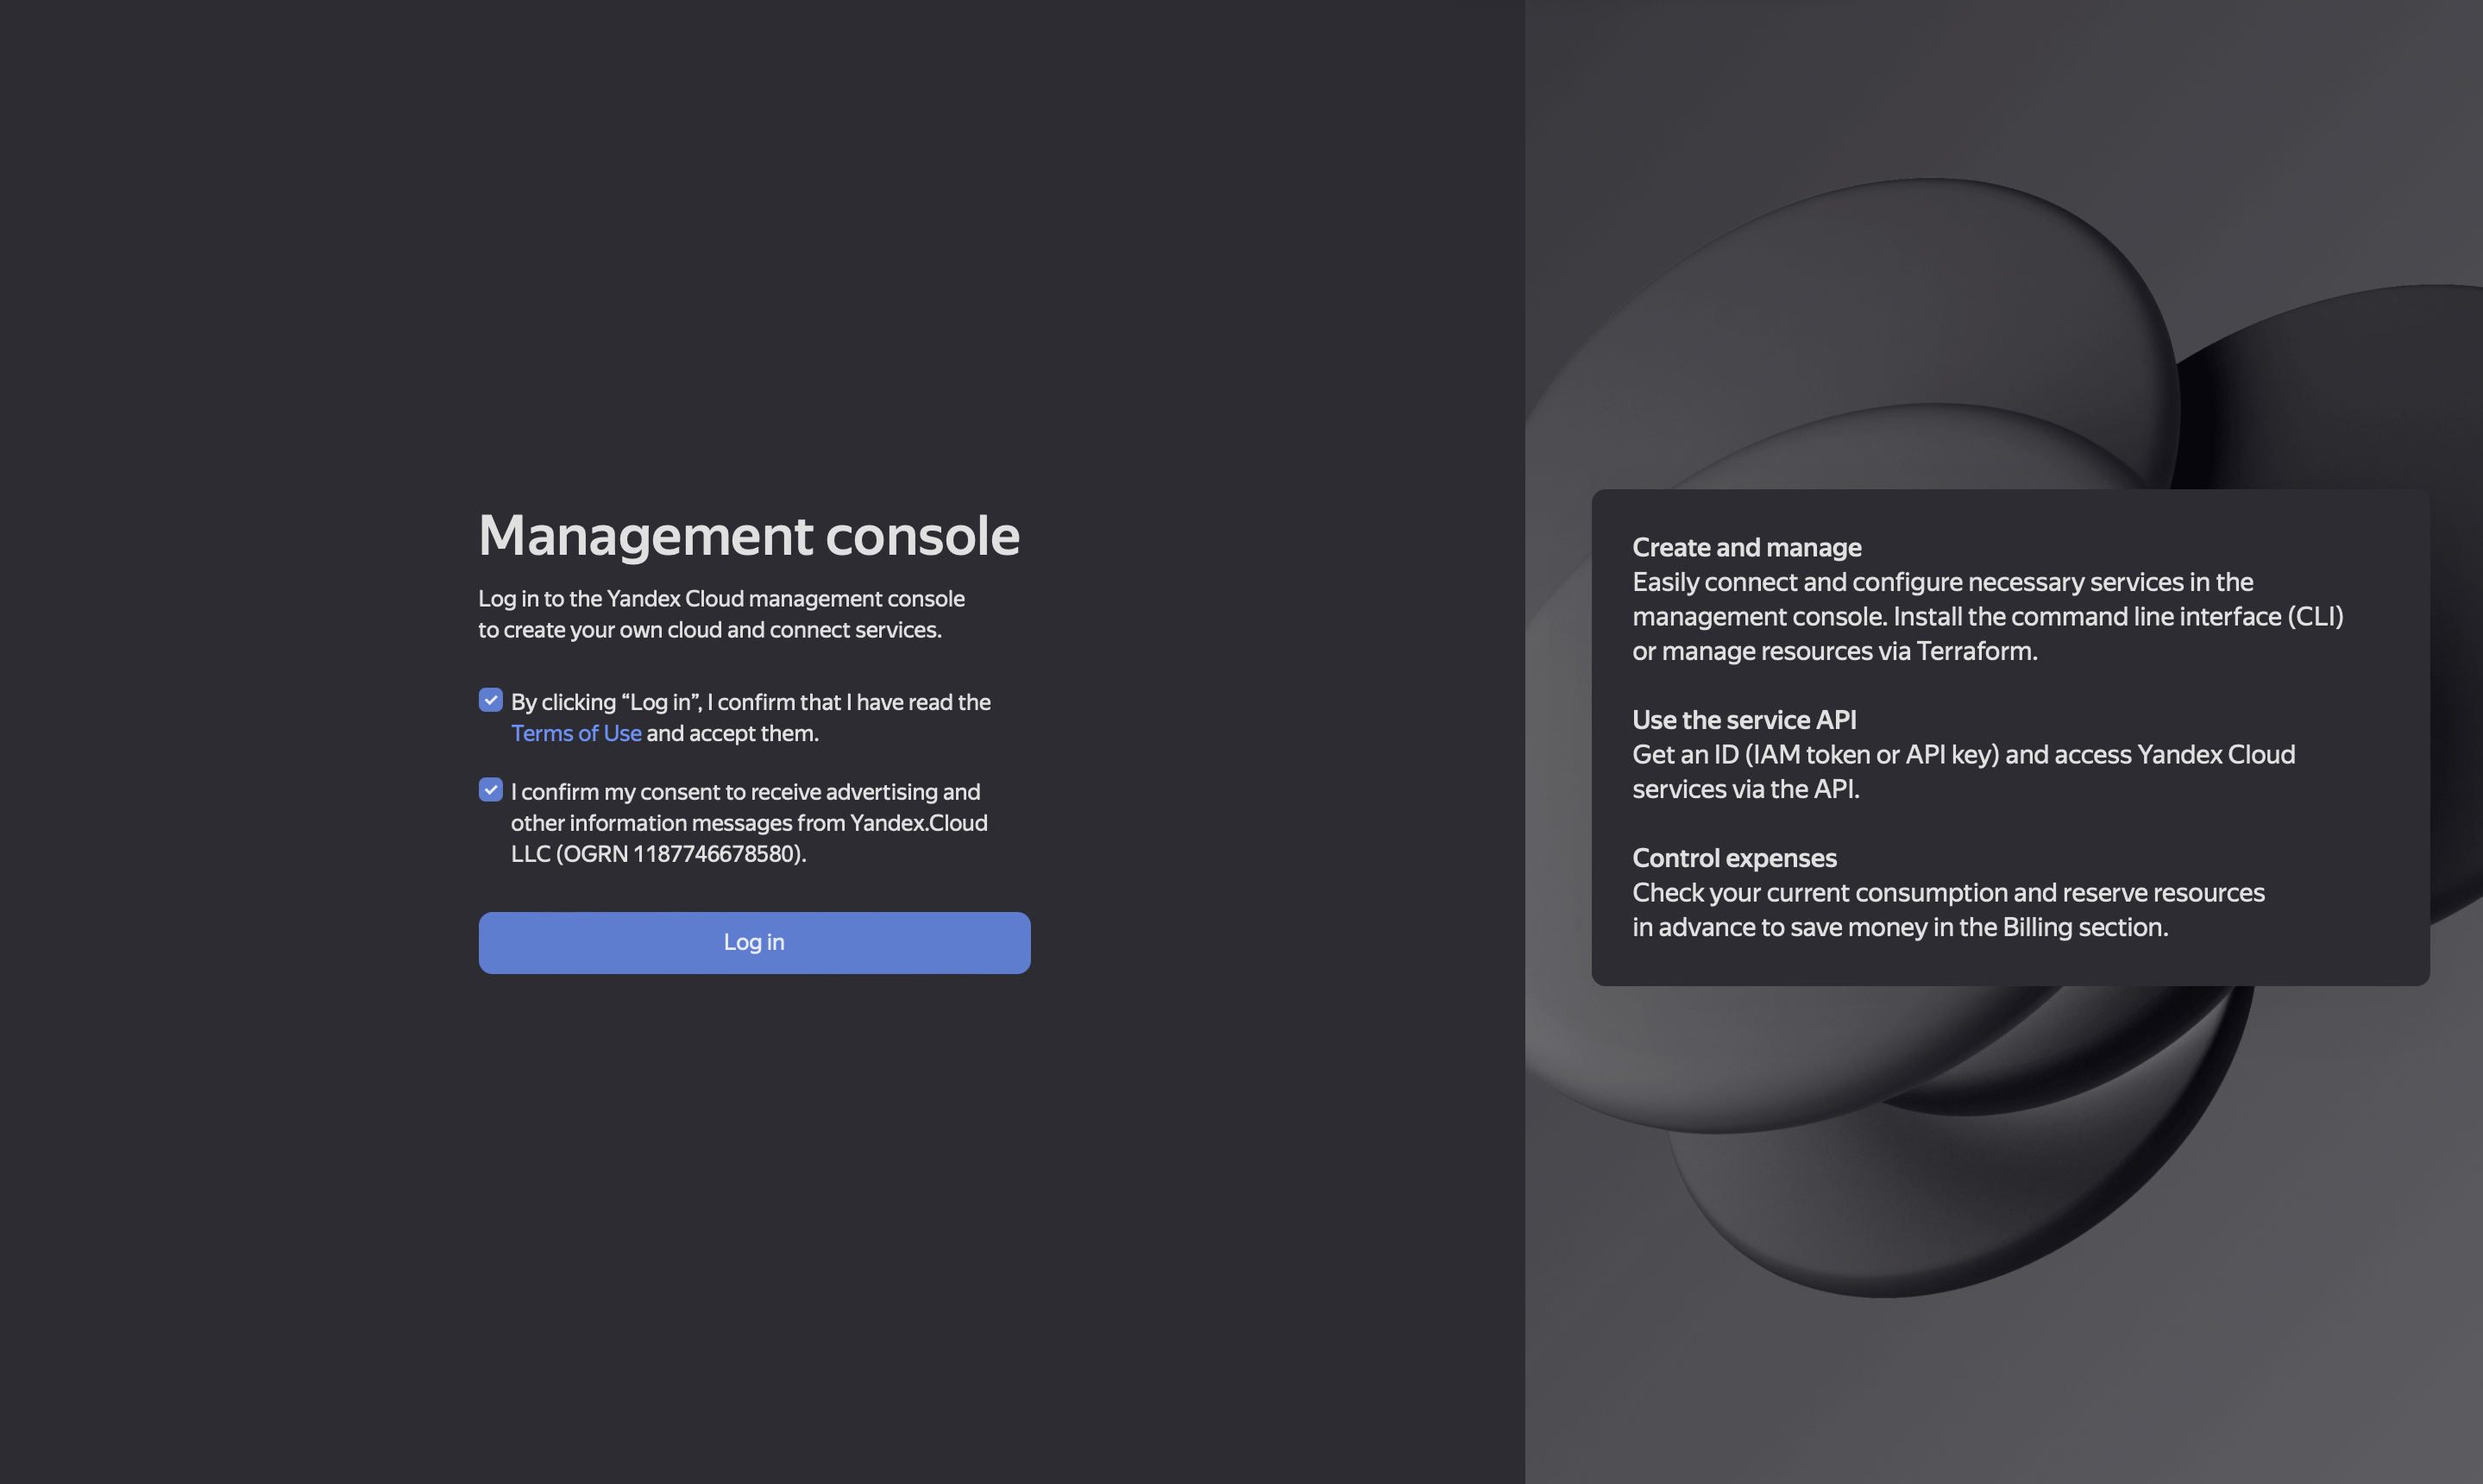 Management console
Log in to the Yandex Cloud management console
to create your own cloud and connect services.
By clicking “Log in”, I confirm that I have read the
Terms of Use and accept them.
I confirm my consent to receive advertising and
other information messages from Yandex.Cloud
LLC (OGRN 1187746678580).
Log in
Create and manage
Easily connect and configure necessary services in the
management console. Install the command line interface (CLI)
or manage resources via Terraform.
Use the service API
Get an ID (IAM token or API key) and access Yandex Cloud
services via the API.
Control expenses
Check your current consumption and reserve resources
in advance to save money in the Billing section.